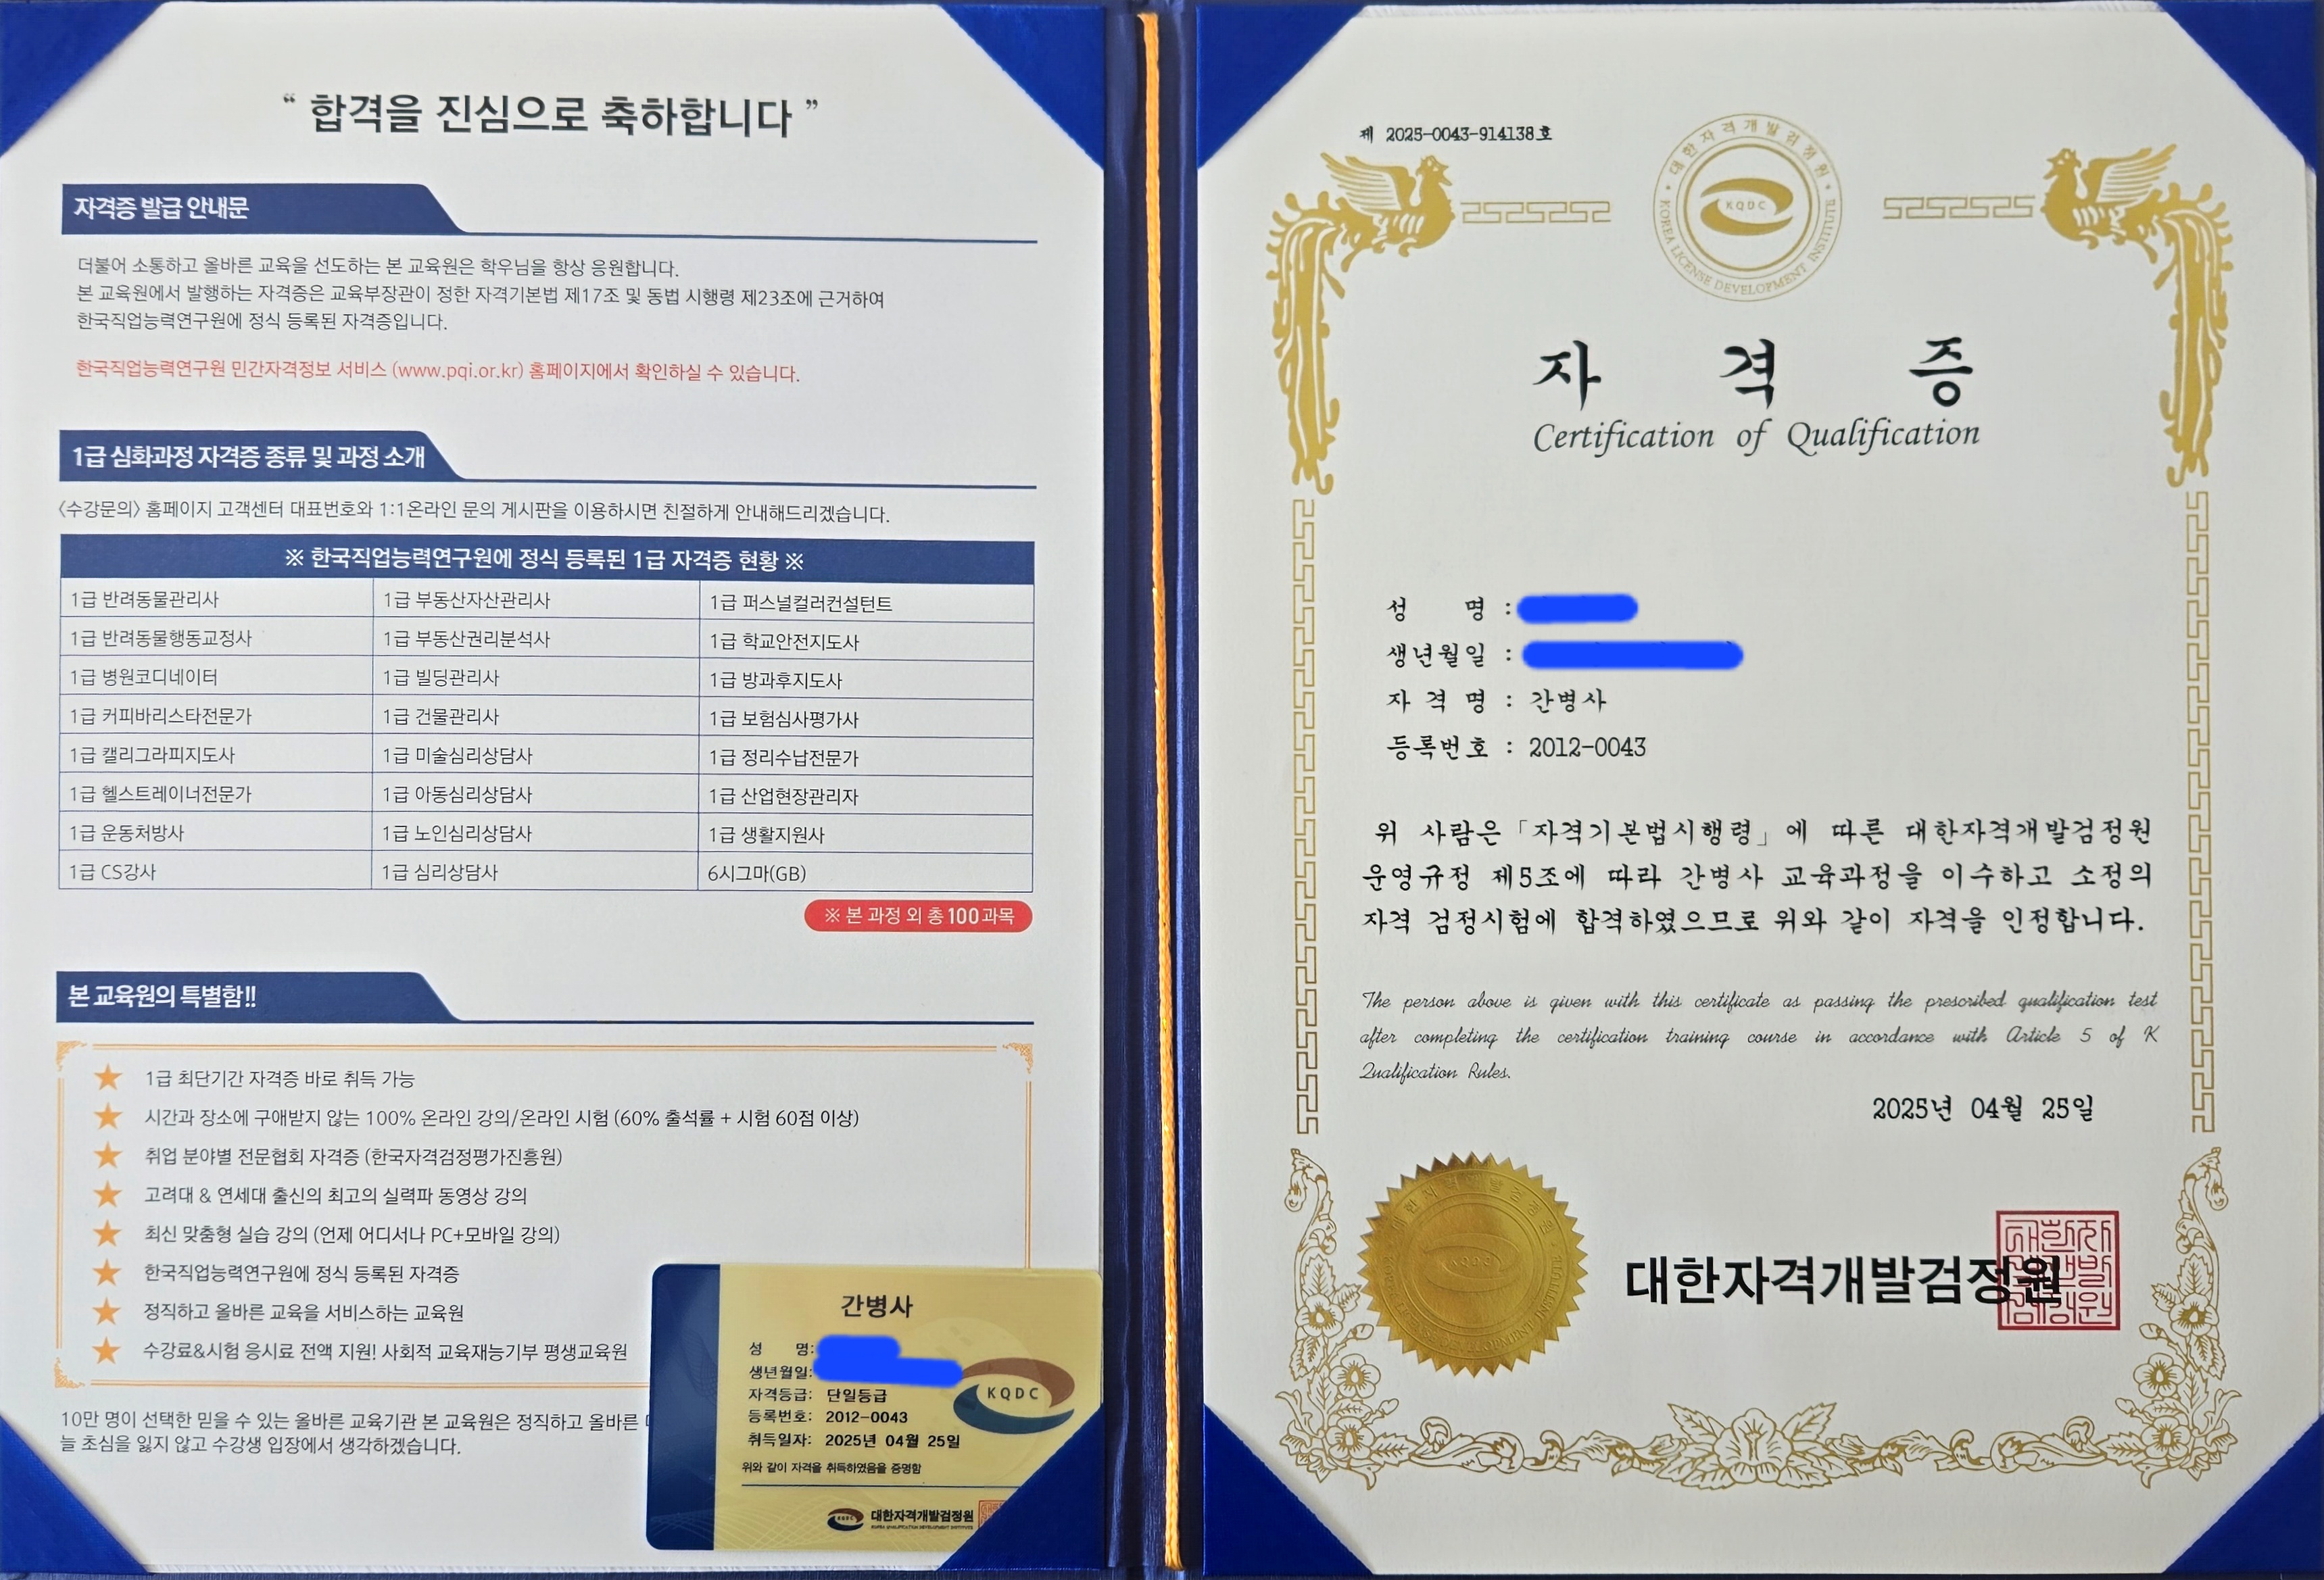 “ 합격을 진심으로 축하합니다 ”
자격증 발급 안내문
더불어 소통하고 올바른 교육을 선도하는 본 교육원은 학우님을 항상 응원합니다.
본 교육원에서 발행하는 자격증은 교육부장관이 정한 자격기본법 제17조 및 동법 시행령 제23조에 근거하여
한국직업능력연구원에 정식 등록된 자격증입니다.
한국직업능력연구원 민간자격정보 서비스 (www.pqi.or.kr) 홈페이지에서 확인하실 수 있습니다.
1급 심화과정 자격증 종류 및 과정 소개
<수강문의> 홈페이지 고객센터 대표번호와 1:1온라인 문의 게시판을 이용하시면 친절하게 안내해드리겠습니다.
※ 한국직업능력연구원에 정식 등록된 1급 자격증 현황 ※
1급 반려동물관리사 1급 부동산자산관리사 1급 퍼스널컬러컨설턴트
1급 반려동물행동교정사 1급 부동산권리분석사 1급 학교안전지도사
1급 병원코디네이터 1급 빌딩관리사 1급 방과후지도사
1급 커피바리스타전문가 1급 건물관리사 1급 보험심사평가사
1급 캘리그라피지도사 1급 미술심리상담사 1급 정리수납전문가
1급 헬스트레이너전문가 1급 아동심리상담사 1급 산업현장관리자
1급 운동처방사 1급 노인심리상담사 1급 생활지원사
1급 CS강사 1급 심리상담사 6시그마(GB)
※ 본 과정 외 총 100과목
본 교육원의 특별함!!
1급 최단기간 자격증 바로 취득 가능
시간과 장소에 구애받지 않는 100% 온라인 강의/온라인 시험 (60% 출석률 + 시험 60점 이상)
취업 분야별 전문협회 자격증 (한국자격검정평가진흥원)
고려대 & 연세대 출신의 최고의 실력파 동영상 강의
최신 맞춤형 실습 강의 (언제 어디서나 PC+모바일 강의)
한국직업능력연구원에 정식 등록된 자격증
정직하고 올바른 교육을 서비스하는 교육원
수강료&시험 응시료 전액 지원! 사회적 교육재능기부 평생교육원
10만 명이 선택한 믿을 수 있는 올바른 교육기관 본 교육원은 정직하고 올바른
늘 초심을 잃지 않고 수강생 입장에서 생각하겠습니다.
간병사
성 명:
생년월일:
자격등급: 단일등급
등록번호: 2012-0043
취득일자: 2025년 04월 25일
위와 같이 자격을 취득하였음을 증명함
KQDC
KQDC
대한자격개발검정원
KOREA QUALIFICATION DEVELOPMENT INSTITUTE
제 2025-0043-914138호
대한자격개발검정원
KQDC
KOREA LICENSE DEVELOPMENT INSTITUTE
자 격 증
Certification of Qualification
성 명 :
생년월일 :
자 격 명 : 간병사
등록번호 : 2012-0043
위 사람은 「자격기본법시행령」에 따른 대한자격개발검정원
운영규정 제5조에 따라 간병사 교육과정을 이수하고 소정의
자격 검정시험에 합격하였으므로 위와 같이 자격을 인정합니다.
The person above is given with this certificate as passing the prescribed qualification test
after completing the certification training course in accordance with Article 5 of K
Qualification Rules.
2025년 04월 25일
대한자격개발검정원
KQDC
KOREA LICENSE DEVELOPMENT INSTITUTE
대한자격개발검정원